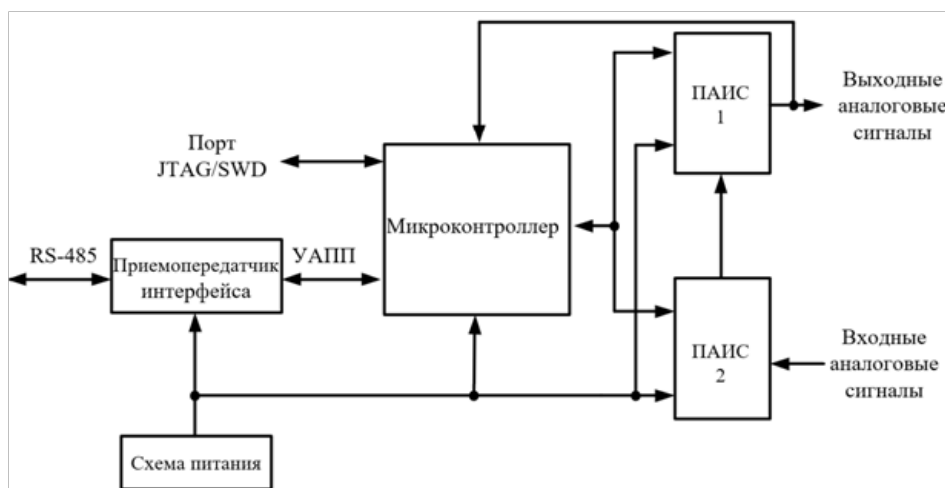 Порт
JTAG/SWD
RS-485
Приемопередатчик
интерфейса
УАПП
Микроконтроллер
ПАИС
1
Выходные
аналоговые
сигналы
ПАИС
2
Входные
аналоговые
сигналы
Схема питания